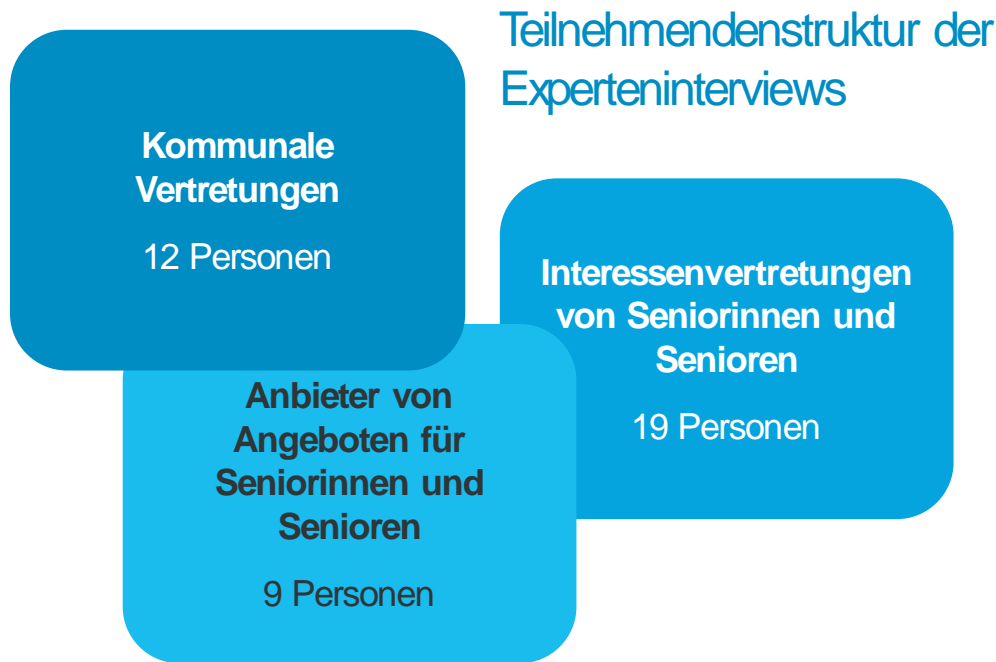 Teilnehmendenstruktur der
Experteninterviews
Kommunale
Vertretungen
12 Personen
Interessenvertretungen
von Seniorinnen und
Senioren
19 Personen
Anbieter von
Angeboten für
Seniorinnen und
Senioren
9 Personen